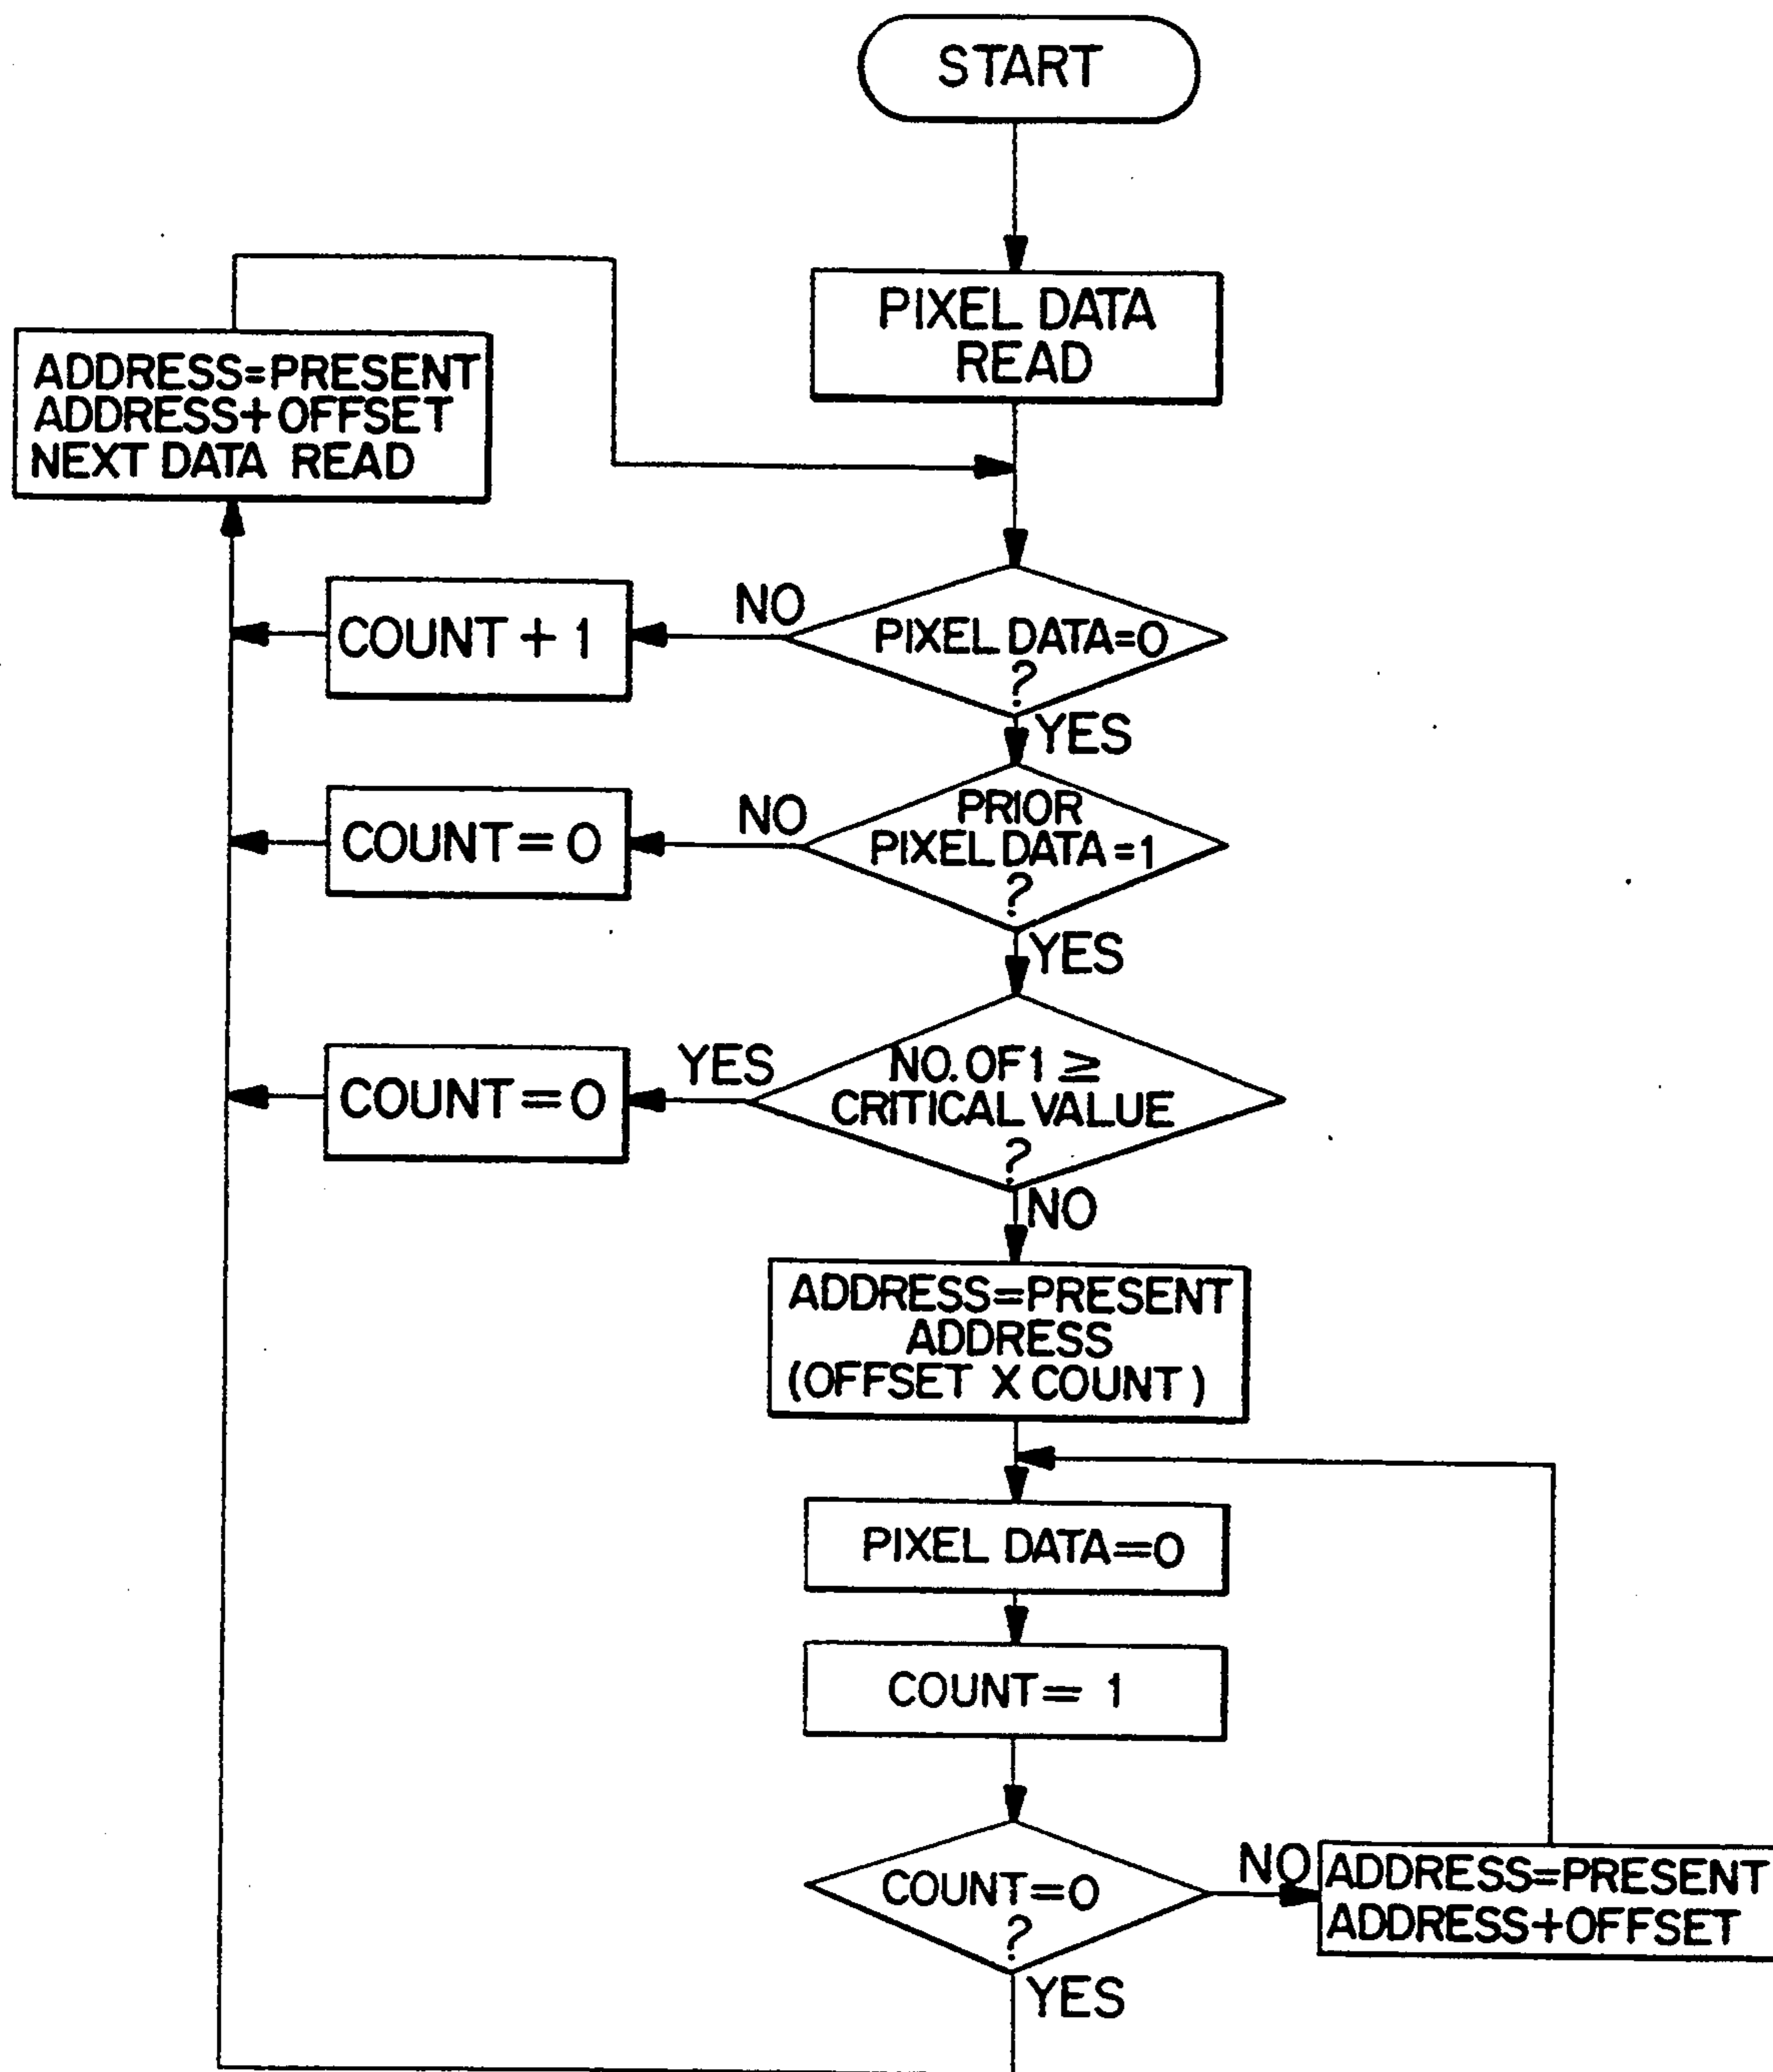 START
PIXEL DATA
READ
ADDRESS=PRESENT
ADDRESS+OFFSET
NEXT DATA READ
PIXEL DATA=0
?
NO
COUNT + 1
YES
PRIOR
PIXEL DATA=1
?
NO
COUNT=0
YES
NO. OF 1 ≥
CRITICAL VALUE
?
YES
COUNT=0
NO
ADDRESS=PRESENT
ADDRESS
(OFFSET X COUNT)
PIXEL DATA=0
COUNT= 1
COUNT=0
?
NO
ADDRESS=PRESENT
ADDRESS+OFFSET
YES